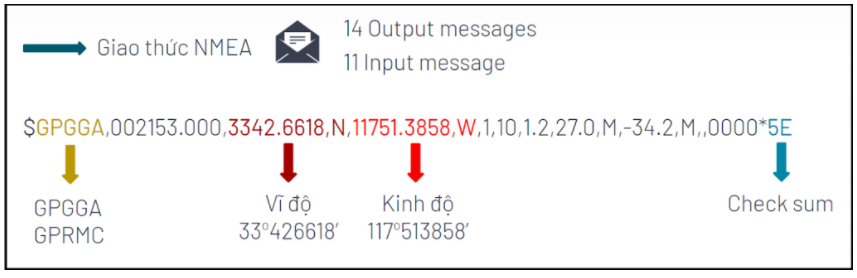 Giao thức NMEA
14 Output messages
11 Input message
$GPGGA,002153.000,3342.6618,N,11751.3858,W,1,10,1.2,27.0,M,-34.2,M,,0000*5E
GPGGA
GPRMC
Vĩ độ
33°426618′
Kinh độ
117°513858′
Check sum